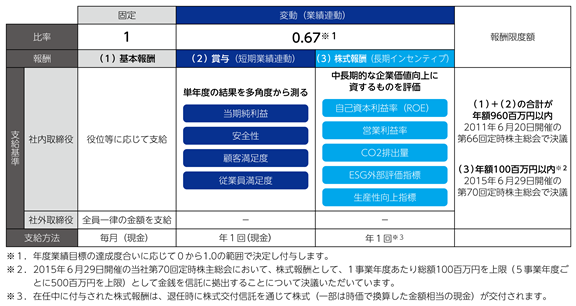 固定
変動（業績連動）
報酬限度額
比率
1
0.67※1
報酬
（1）基本報酬
（2）賞与（短期業績連動）
（3）株式報酬（長期インセンティブ）
支給基準
社内取締役
役位等に応じて支給
単年度の結果を多角度から測る
当期純利益
安全性
顧客満足度
従業員満足度
中長期的な企業価値向上に
資するものを評価
自己資本利益率（ROE）
営業利益率
CO2排出量
ESG外部評価指標
生産性向上指標
（1）＋（2）の合計が
年額960百万円以内
2011年6月20日開催の
第66回定時株主総会で決議
（3）年額100百万円以内※2
2015年6月29日開催の
第70回定時株主総会で決議
社外取締役
全員一律の金額を支給
－
－
支給方法
毎月（現金）
年1回（現金）
年1回※3
※1．年度業績目標の達成度合いに応じて0から1.0の範囲で決定し付与します。
※2．2015年6月29日開催の当社第70回定時株主総会において、株式報酬として、1事業年度あたり総額100百万円を上限（5事業年度ご
とに500百万円を上限）として金銭を信託に拠出することについて決議いただいています。
※3．在任中に付与された株式報酬は、退任時に株式交付信託を通じて株式（一部は時価で換算した金額相当の現金）が交付されます。